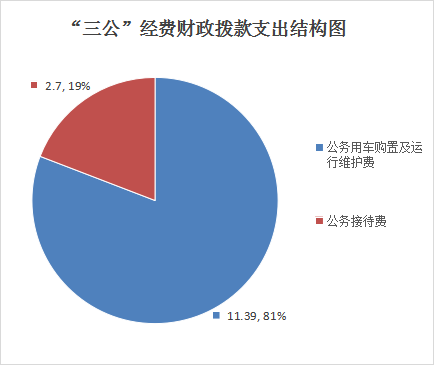 “三公”经费财政拨款支出结构图
2.7, 19%
公务用车购置及运
行维护费
公务接待费
11.39, 81%